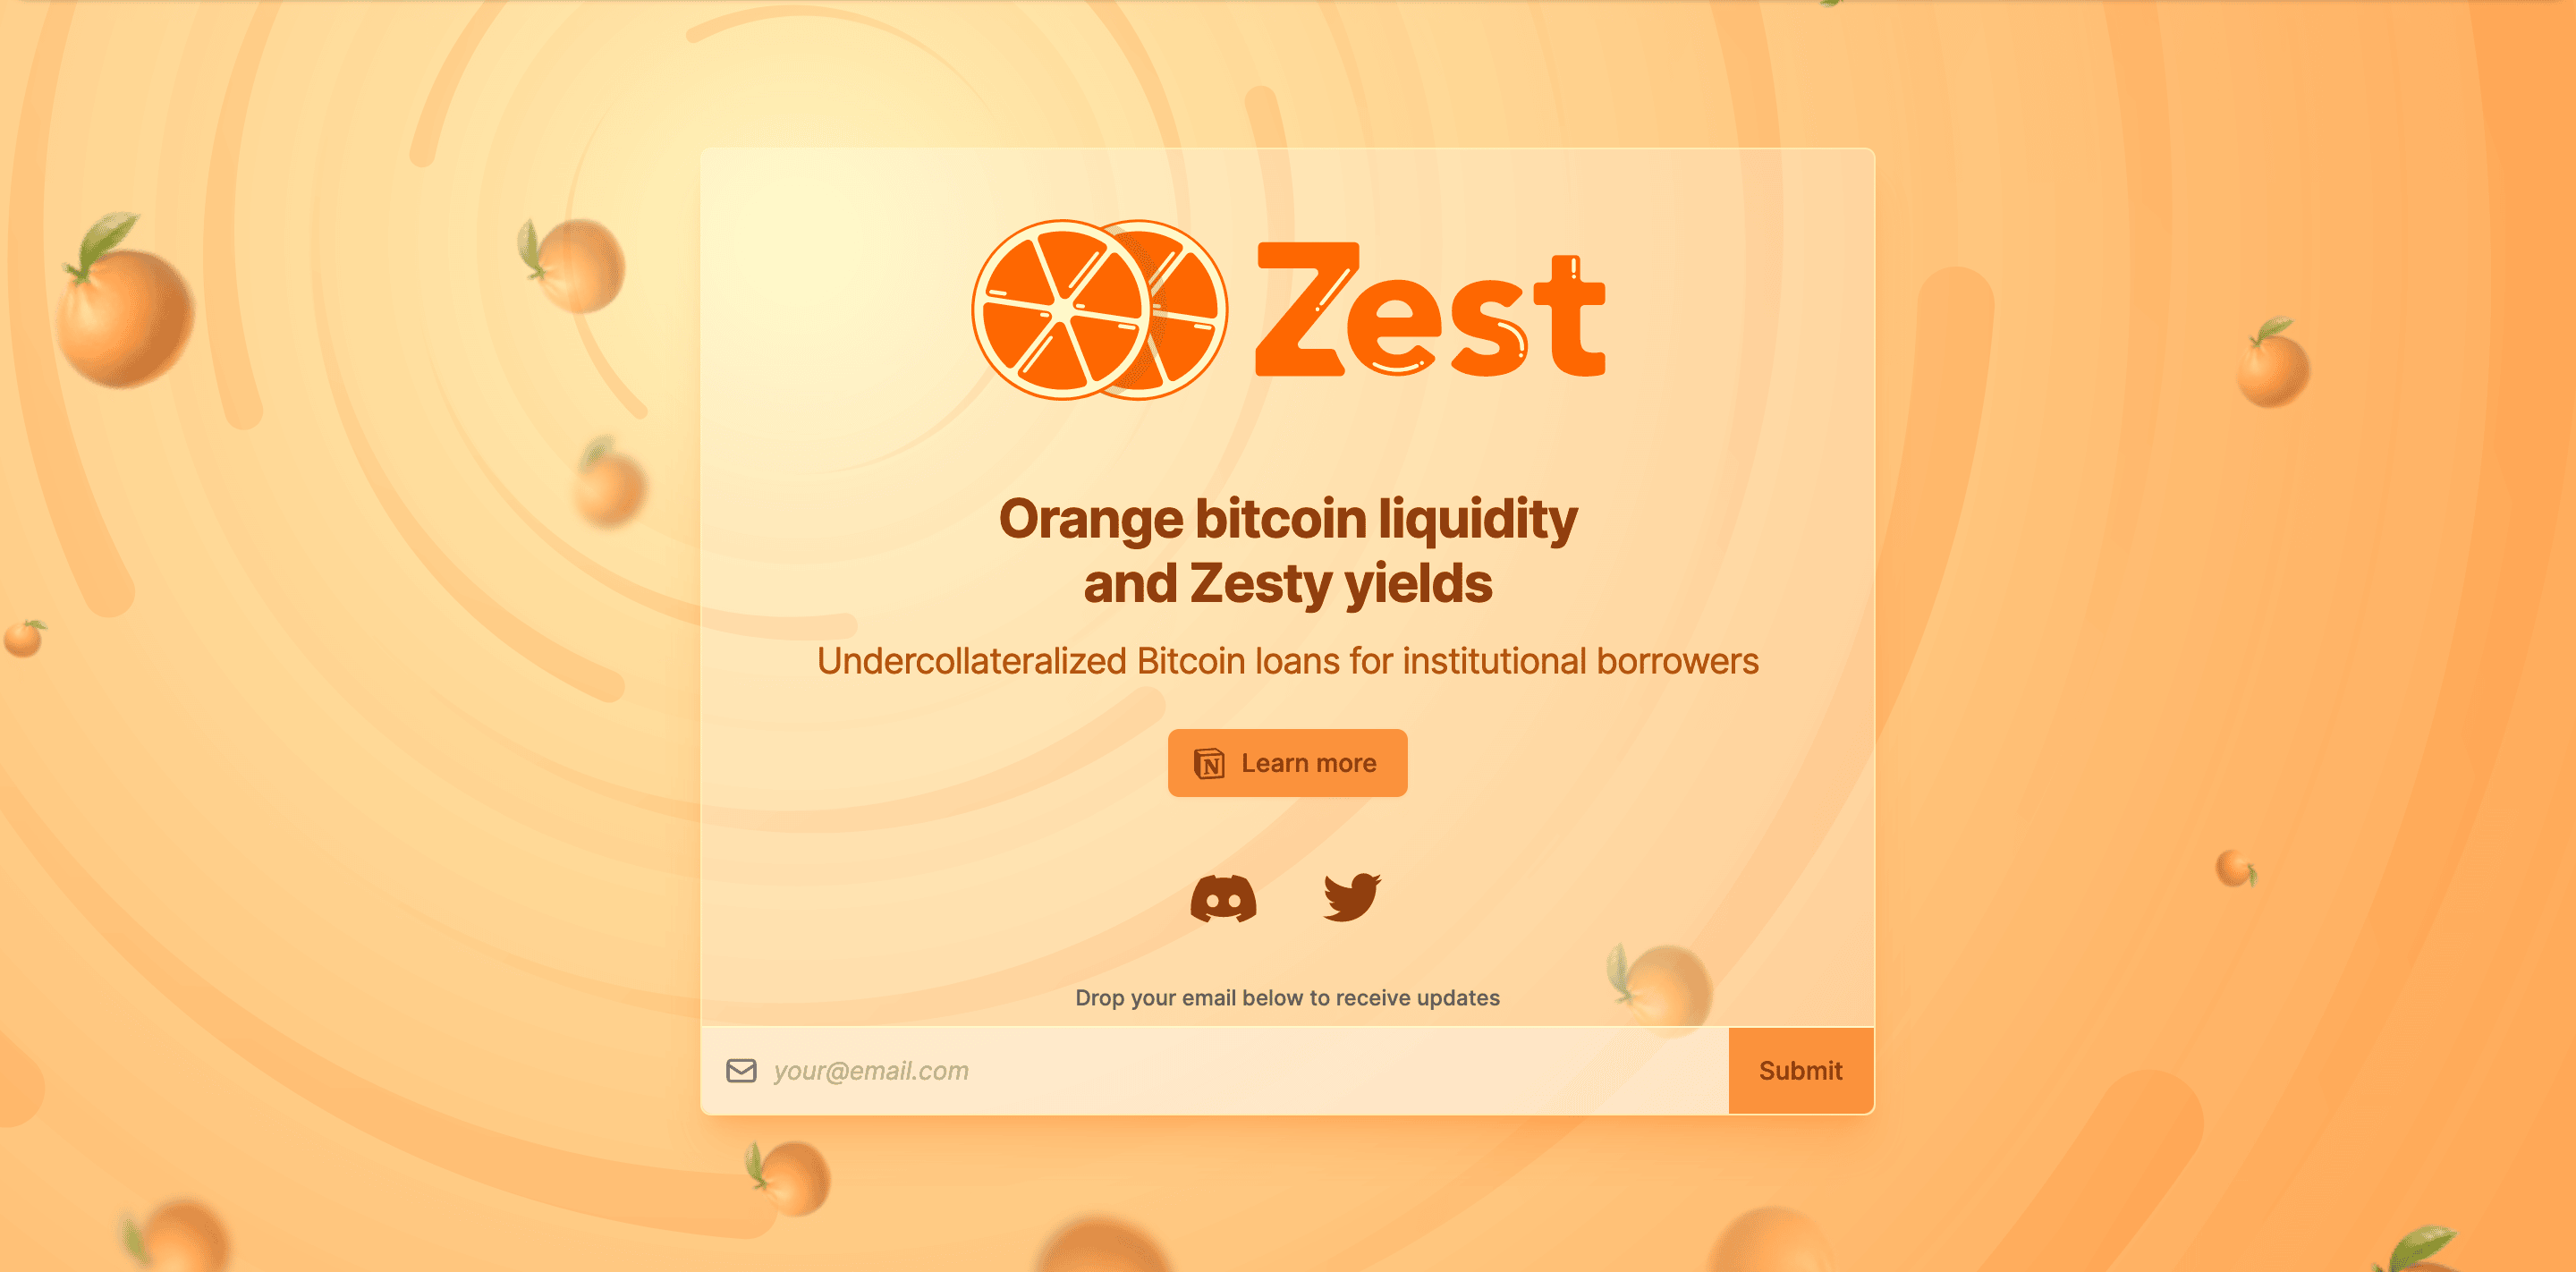 Zest
Orange bitcoin liquidity
and Zesty yields
Undercollateralized Bitcoin loans for institutional borrowers
N Learn more
Drop your email below to receive updates
your@email.com Submit